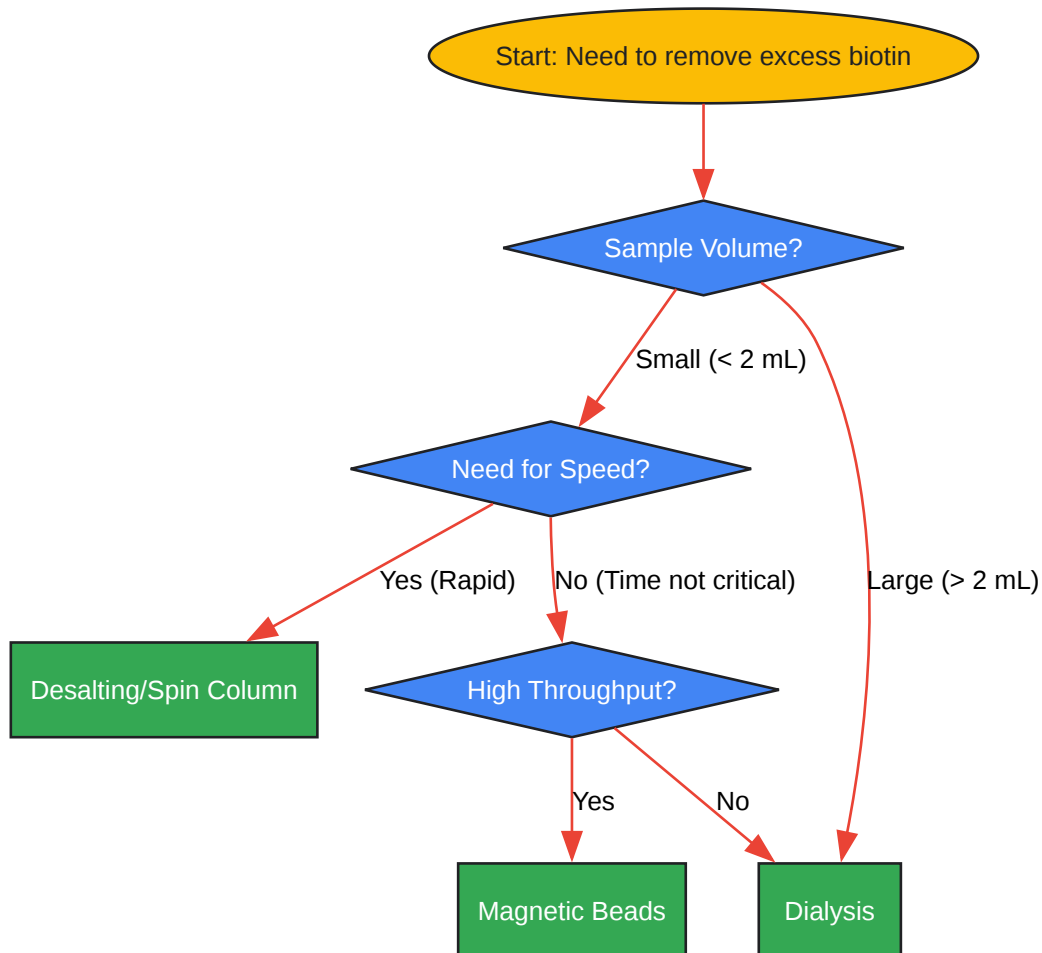 Start: Need to remove excess biotin
Sample Volume?
Small (< 2 mL)
Need for Speed?
Yes (Rapid)
No (Time not critical)
Large (> 2 mL)
Desalting/Spin Column
High Throughput?
Yes
No
Magnetic Beads
Dialysis